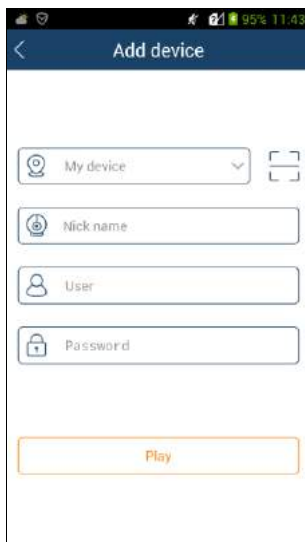 95% 11:43
Add device
My device
Nick name
User
Password
Play